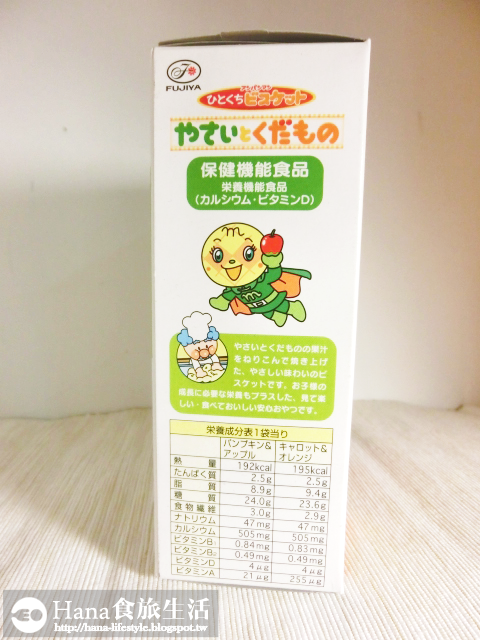 FUJIYA
アンパンマン
ひとくちビスケット
やさいとくだもの
保健機能食品
栄養機能食品
(カルシウム・ビタミンD)
m
m
やさいとくだものの果汁
をねりこんで焼き上げ
た、やさしい味わいのビ
スケットです。お子様の
成長に必要な栄養もプラスした、見て楽
しい・食べておいしい安心おやつです。
栄養成分表1袋当り
パンプキン&アップル キャロット&オレンジ
熱量 192kcal 195kcal
たんぱく質 2.5g 2.5g
脂質 8.9g 9.4g
糖質 24.0g 23.6g
食物繊維 3.0g 2.9g
ナトリウム 47mg 47mg
カルシウム 505mg 505mg
ビタミンB₁ 0.84mg 0.83mg
ビタミンB₂ 0.49mg 0.49mg
ビタミンD 4μg 4μg
ビタミンA 21μg 255μg
Hana食旅生活
http://hana-lifestyle.blogspot.tw